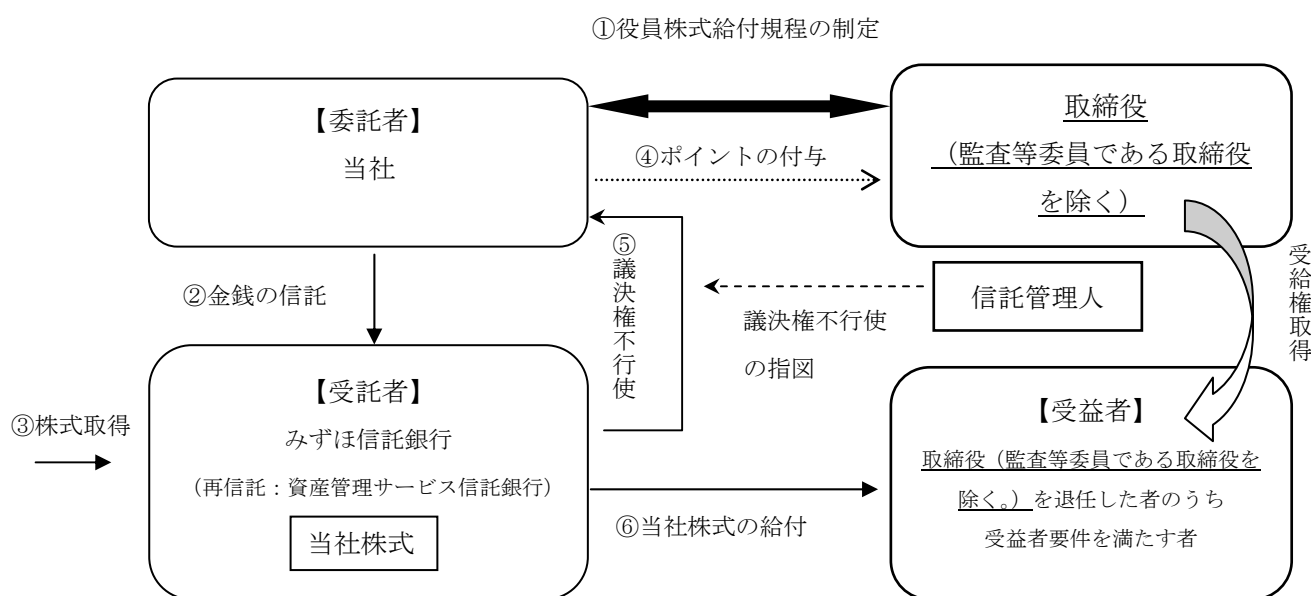 ①役員株式給付規程の制定
【委託者】
当社
取締役
（監査等委員である取締役
を除く）
④ポイントの付与
②金銭の信託
⑤議決権不行使
議決権不行使
の指図
信託管理人
受給権取得
③株式取得
【受託者】
みずほ信託銀行
（再信託：資産管理サービス信託銀行）
当社株式
⑥当社株式の給付
【受益者】
取締役（監査等委員である取締役を
除く。）を退任した者のうち
受益者要件を満たす者